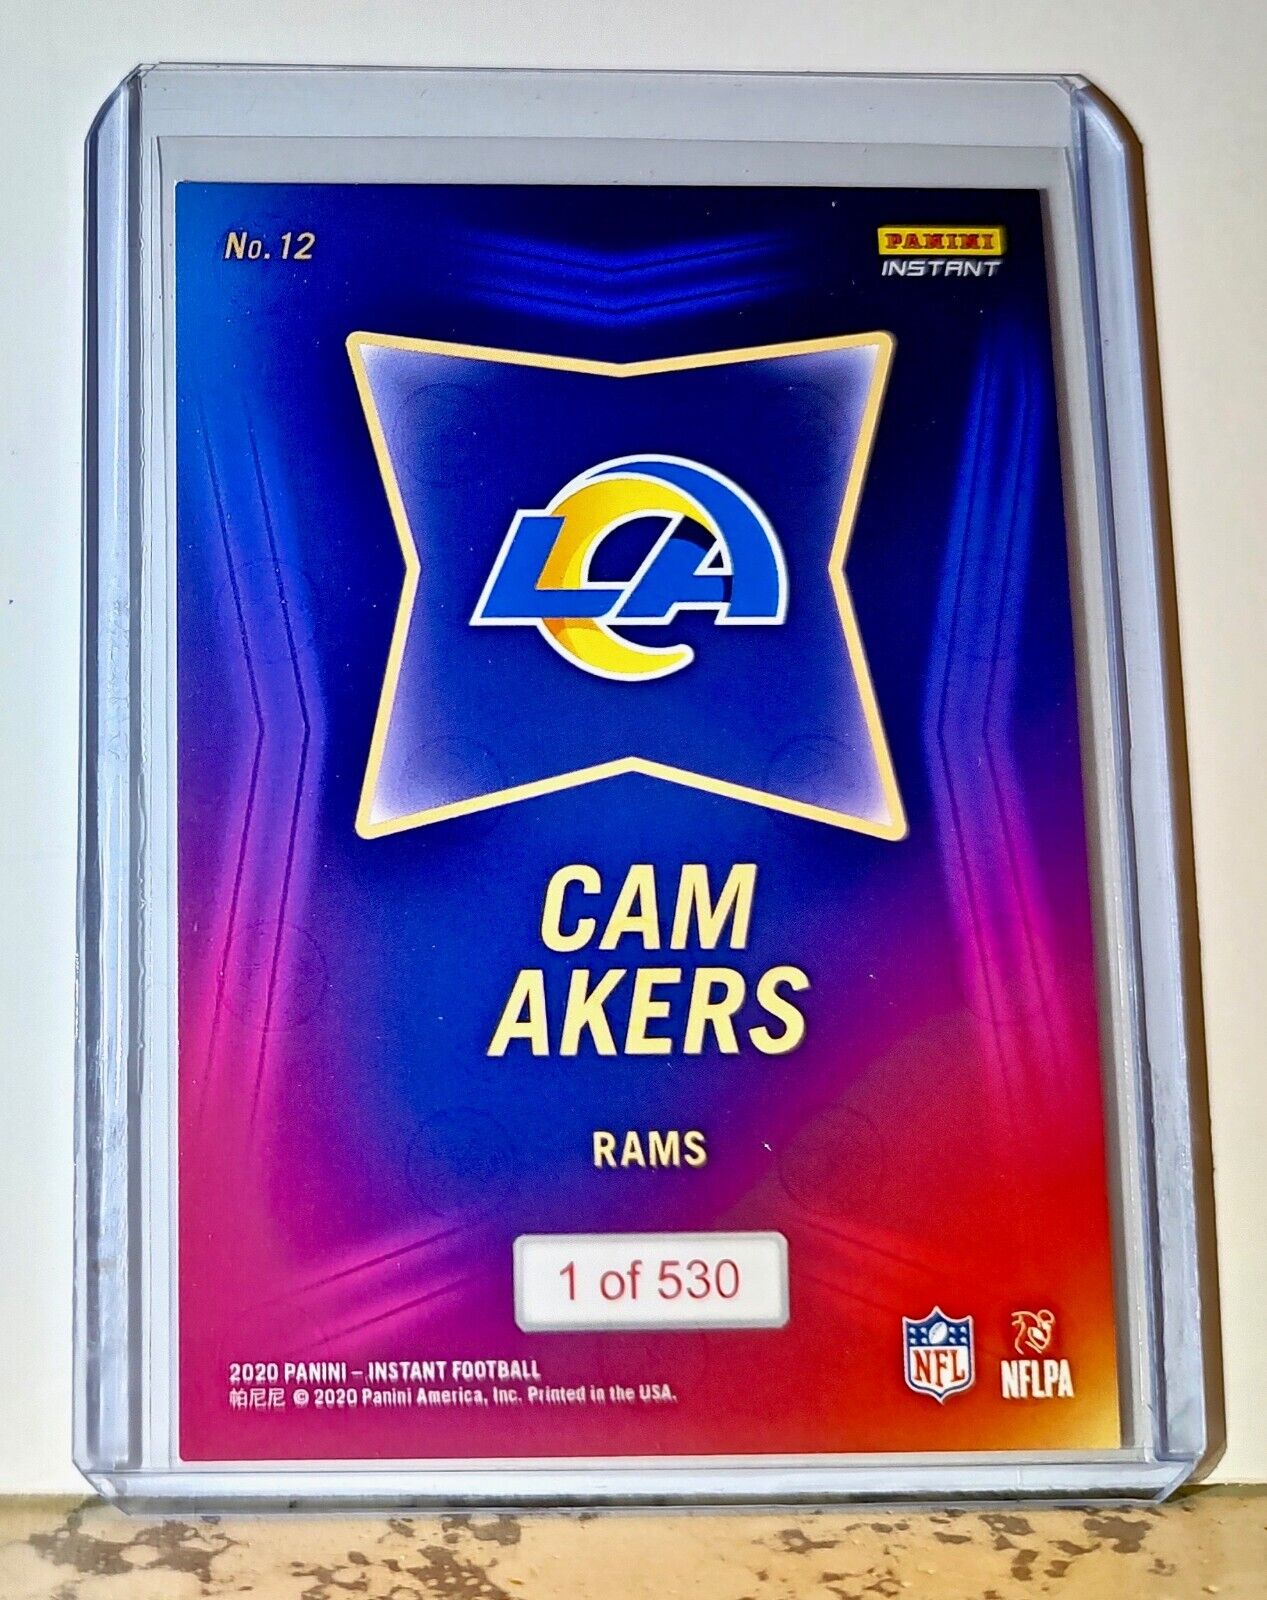 No. 12
PANINI
INSTANT
LA
CAM
AKERS
RAMS
1 of 530
2020 PANINI – INSTANT FOOTBALL
帕尼尼 © 2020 Panini America, Inc. Printed in the USA.
NFL
NFLPA